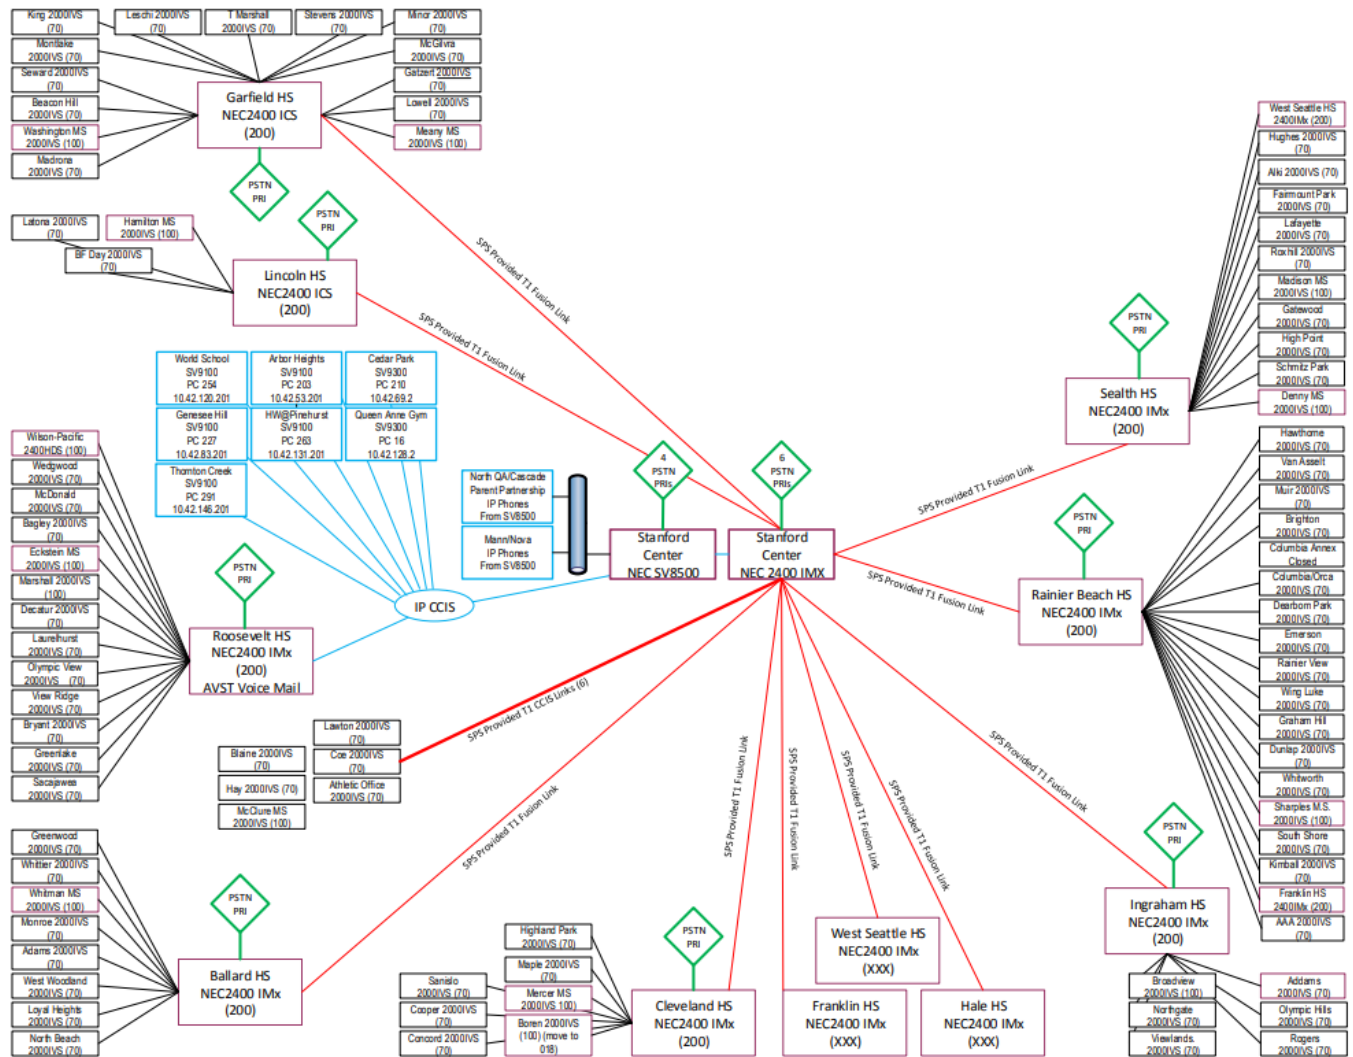 King 2000IVS
(70)
Leschi 2000IVS
(70)
T Marshall
2000IVS (70)
Stevens 2000IVS
(70)
Minor 2000IVS
(70)
Montlake
2000IVS (70)
McGilvra
2000IVS (70)
Seward 2000IVS
(70)
Gatzert 2000IVS
(70)
Beacon Hill
2000IVS (70)
Lowell 2000IVS
(70)
Washington MS
2000IVS (100)
Meany MS
2000IVS (100)
Madrona
2000IVS (70)
Garfield HS
NEC2400 ICS
(200)
PSTN
PRI
Latona 2000IVS
(70)
Hamilton MS
2000IVS (100)
BF Day 2000IVS
(70)
PSTN
PRI
Lincoln HS
NEC2400 ICS
(200)
SPS Provided T1 Fusion Link
SPS Provided T1 Fusion Link
World School
SV9100
PC 254
10.42.120.201
Arbor Heights
SV9100
PC 203
10.42.53.201
Cedar Park
SV9300
PC 210
10.42.69.2
Genesee Hill
SV9100
PC 227
10.42.83.201
HW@Pinehurst
SV9100
PC 263
10.42.131.201
Queen Anne Gym
SV9300
PC 16
10.42.128.2
Thornton Creek
SV9100
PC 291
10.42.146.201
IP CCIS
North QA/Cascade
Parent Partnership
IP Phones
From SV8500
Mann/Nova
IP Phones
From SV8500
4
PSTN
PRIs
6
PSTN
PRIs
Stanford
Center
NEC SV8500
Stanford
Center
NEC 2400 IMX
Wilson-Pacific
2400HDS (100)
Wedgwood
2000IVS (70)
McDonald
2000IVS (70)
Bagley 2000IVS
(70)
Eckstein MS
2000IVS (100)
Marshall 2000IVS
(100)
Decatur 2000IVS
(70)
Laurelhurst
2000IVS (70)
Olympic View
2000IVS (70)
View Ridge
2000IVS (70)
Bryant 2000IVS
(70)
Greenlake
2000IVS (70)
Sacajawea
2000IVS (70)
PSTN
PRI
Roosevelt HS
NEC2400 IMx
(200)
AVST Voice Mail
SPS Provided T1 CCIS Links (6)
Lawton 2000IVS
(70)
Blaine 2000IVS
(70)
Coe 2000IVS
(70)
Hay 2000IVS (70)
Athletic Office
2000IVS (70)
McClure MS
2000IVS (100)
Greenwood
2000IVS (70)
Whittier 2000IVS
(70)
Whitman MS
2000IVS (100)
Monroe 2000IVS
(70)
Adams 2000IVS
(70)
West Woodland
2000IVS (70)
Loyal Heights
2000IVS (70)
North Beach
2000IVS (70)
PSTN
PRI
Ballard HS
NEC2400 IMx
(200)
SPS Provided T1 Fusion Link
Highland Park
2000IVS (70)
Maple 2000IVS
(70)
Sanislo
2000IVS (70)
Mercer MS
2000IVS 100)
Cooper 2000IVS
(70)
Boren 2000IVS
(100) (move to
018)
Concord 2000IVS
(70)
PSTN
PRI
Cleveland HS
NEC2400 IMx
(200)
SPS Provided T1 Fusion Link
SPS Provided T1 Fusion Link
SPS Provided T1 Fusion Link
SPS Provided T1 Fusion Link
West Seattle HS
NEC2400 IMx
(XXX)
Franklin HS
NEC2400 IMx
(XXX)
Hale HS
NEC2400 IMx
(XXX)
SPS Provided T1 Fusion Link
PSTN
PRI
Ingraham HS
NEC2400 IMx
(200)
Broadview
2000IVS (100)
Northgate
2000IVS (70)
Viewlands.
2000IVS (70)
Addams
2000IVS (70)
Olympic Hills
2000IVS (70)
Rogers
2000IVS (70)
SPS Provided T1 Fusion Link
PSTN
PRI
Sealth HS
NEC2400 IMx
(200)
West Seattle HS
2400IMx (200)
Hughes 2000IVS
(70)
Alki 2000IVS (70)
Fairmount Park
2000IVS (70)
Lafayette
2000IVS (70)
Roxhill 2000IVS
(70)
Madison MS
2000IVS (100)
Gatewood
2000IVS (70)
High Point
2000IVS (70)
Schmitz Park
2000IVS (70)
Denny MS
2000IVS (100)
SPS Provided T1 Fusion Link
PSTN
PRI
Rainier Beach HS
NEC2400 IMx
(200)
Hawthorne
2000IVS (70)
Van Asselt
2000IVS (70)
Muir 2000IVS
(70)
Brighton
2000IVS (70)
Columbia Annex
Closed
Columbia/Orca
2000IVS (70)
Dearborn Park
2000IVS (70)
Emerson
2000IVS (70)
Rainier View
2000IVS (70)
Wing Luke
2000IVS (70)
Graham Hill
2000IVS (70)
Dunlap 2000IVS
(70)
Whitworth
2000IVS (70)
Sharples M.S.
2000IVS (100)
South Shore
2000IVS (70)
Kimball 2000IVS
(70)
Franklin HS
2400IMx (200)
AAA 2000IVS
(70)